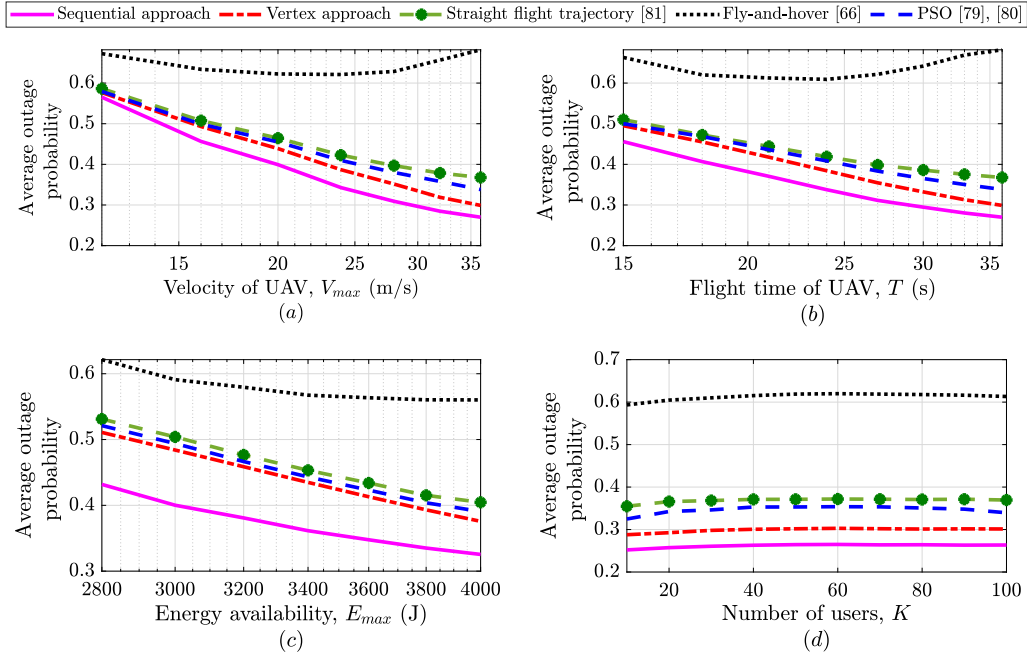 Sequential approach Vertex approach Straight flight trajectory [81] Fly-and-hover [66] PSO [79], [80]
Average outage
probability
0.6
0.5
0.4
0.3
0.2
15 20 25 30 35
Velocity of UAV, V_max (m/s)
(a)
Average outage
probability
0.6
0.5
0.4
0.3
0.2
15 20 25 30 35
Flight time of UAV, T (s)
(b)
Average outage
probability
0.6
0.5
0.4
0.3
2800 3000 3200 3400 3600 3800 4000
Energy availability, E_max (J)
(c)
Average outage
probability
0.7
0.6
0.5
0.4
0.3
0.2
20 40 60 80 100
Number of users, K
(d)